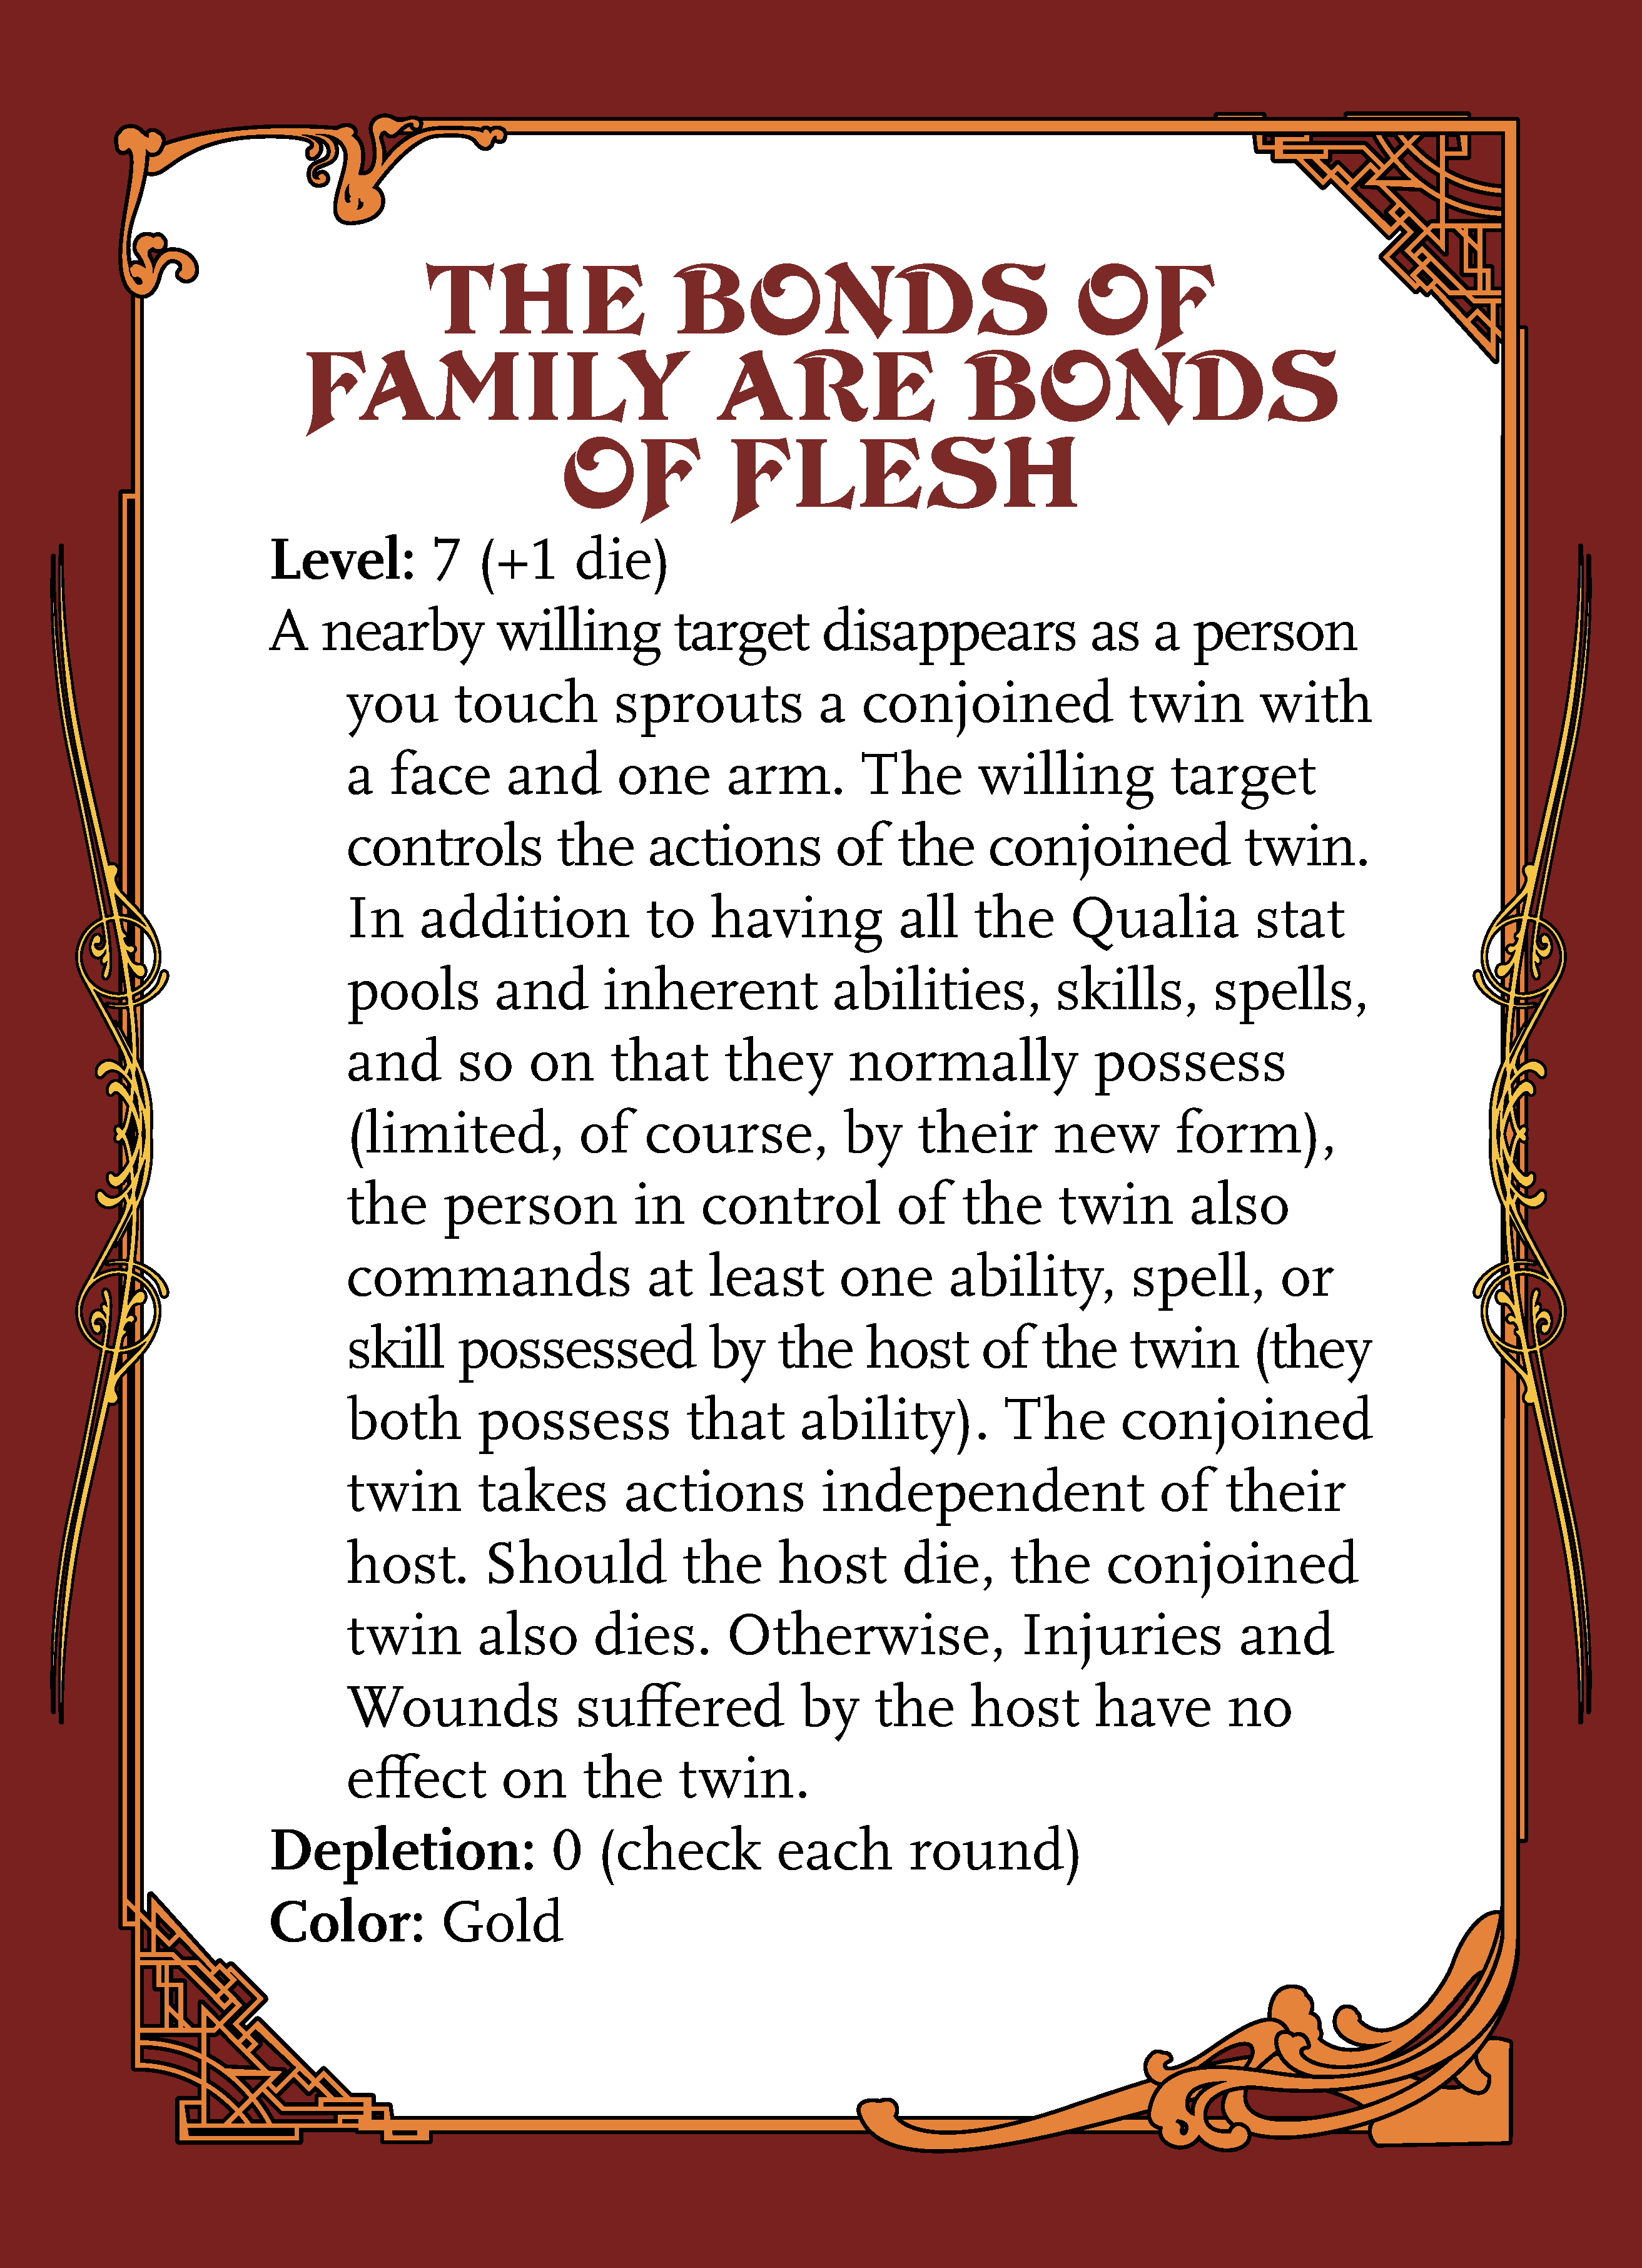 THE BONDS OF
FAMILY ARE BONDS
OF FLESH
Level: 7 (+1 die)
A nearby willing target disappears as a person
you touch sprouts a conjoined twin with
a face and one arm. The willing target
controls the actions of the conjoined twin.
In addition to having all the Qualia stat
pools and inherent abilities, skills, spells,
and so on that they normally possess
(limited, of course, by their new form),
the person in control of the twin also
commands at least one ability, spell, or
skill possessed by the host of the twin (they
both possess that ability). The conjoined
twin takes actions independent of their
host. Should the host die, the conjoined
twin also dies. Otherwise, Injuries and
Wounds suffered by the host have no
effect on the twin.
Depletion: 0 (check each round)
Color: Gold